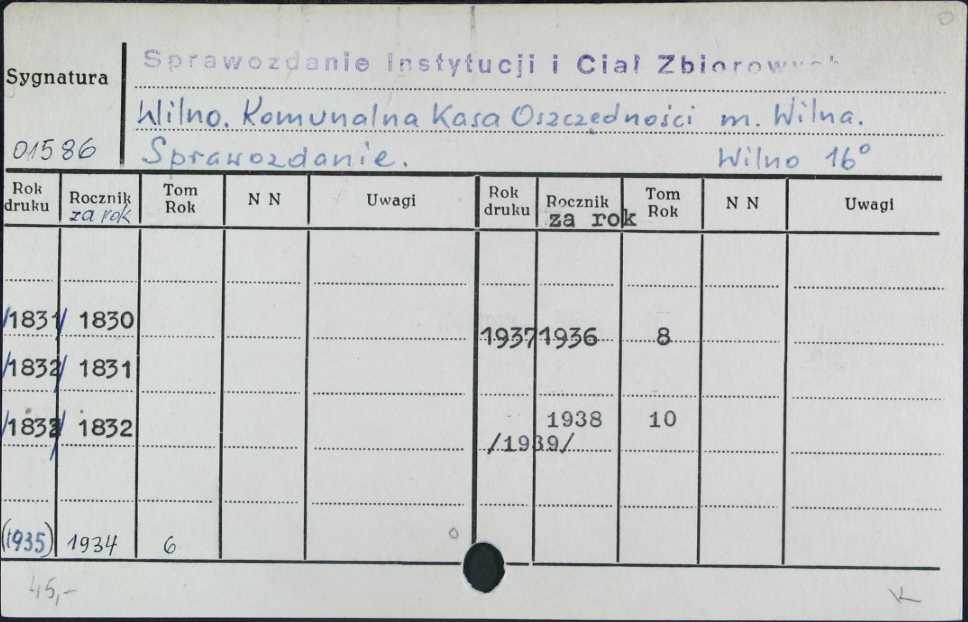 Sprawozdanie Instytucji i Ciał Zbiorowych
Sygnatura
Wilno. Komunalna Kasa Oszczędności m. Wilna.
01586 Sprawozdanie. Wilno 16°
Rok druku Rocznik za rok Tom Rok N N Uwagi Rok druku Rocznik za rok Tom Rok N N Uwagi
/1831/ 1830
1937 1936 8
/1832/ 1831
1938 10
/1833/ 1832
/1939/
(1935) 1934 6
45,- K